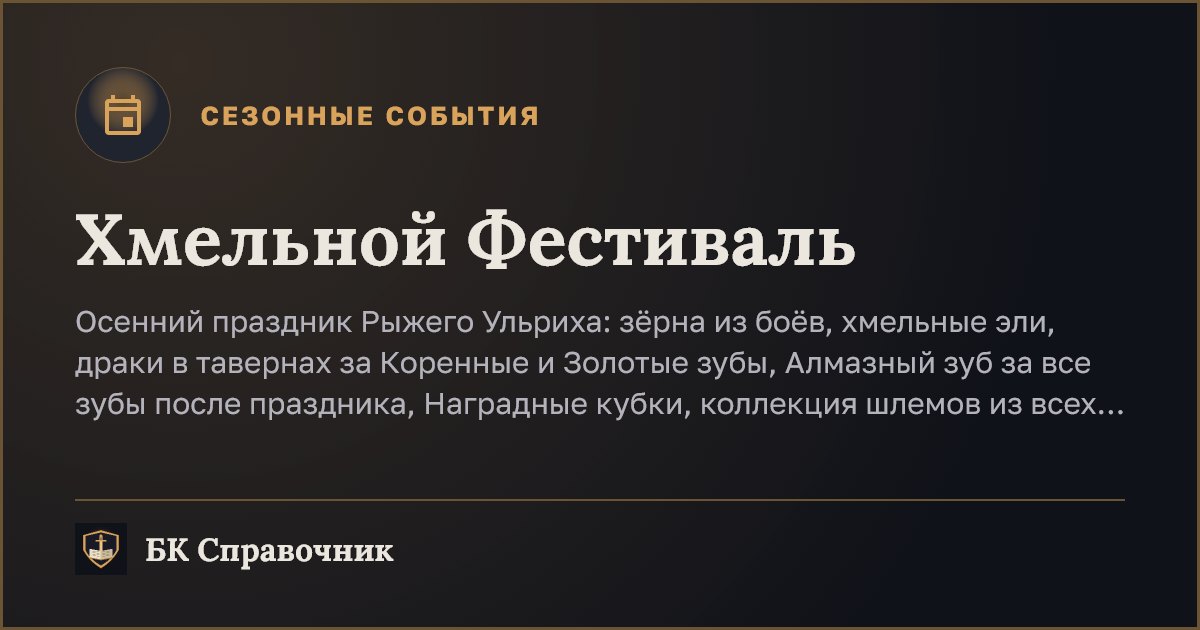 СЕЗОННЫЕ СОБЫТИЯ
Хмельной Фестиваль
Осенний праздник Рыжего Ульриха: зёрна из боёв, хмельные эли,
драки в тавернах за Коренные и Золотые зубы, Алмазный зуб за все
зубы после праздника, Наградные кубки, коллекция шлемов из всех…
БК Справочник